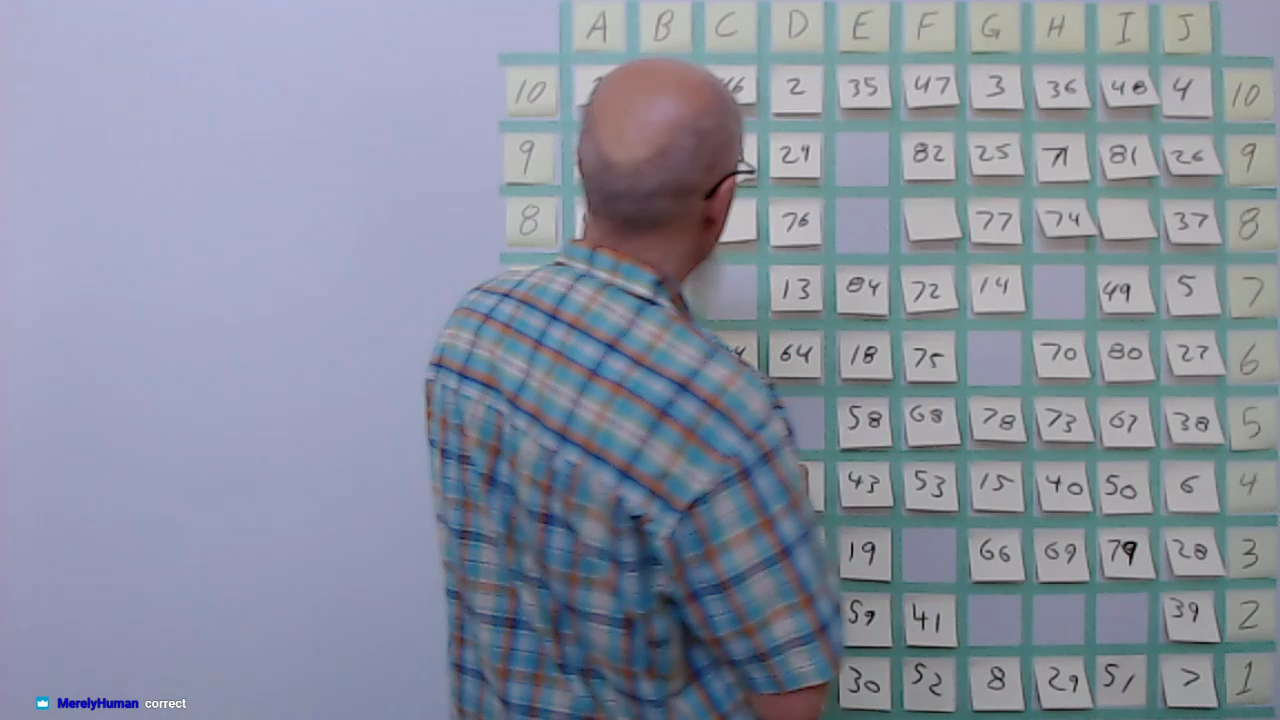 A B C D E F G H I J
10 2 35 47 3 36 48 4 10
9 24 82 25 71 81 26 9
8 76 77 74 37 8
13 84 72 14 49 5 7
64 18 75 70 80 27 6
58 68 78 73 67 38 5
43 53 15 40 50 6 4
19 66 69 79 28 3
59 41 39 2
30 52 8 29 51 7 1
MerelyHuman correct